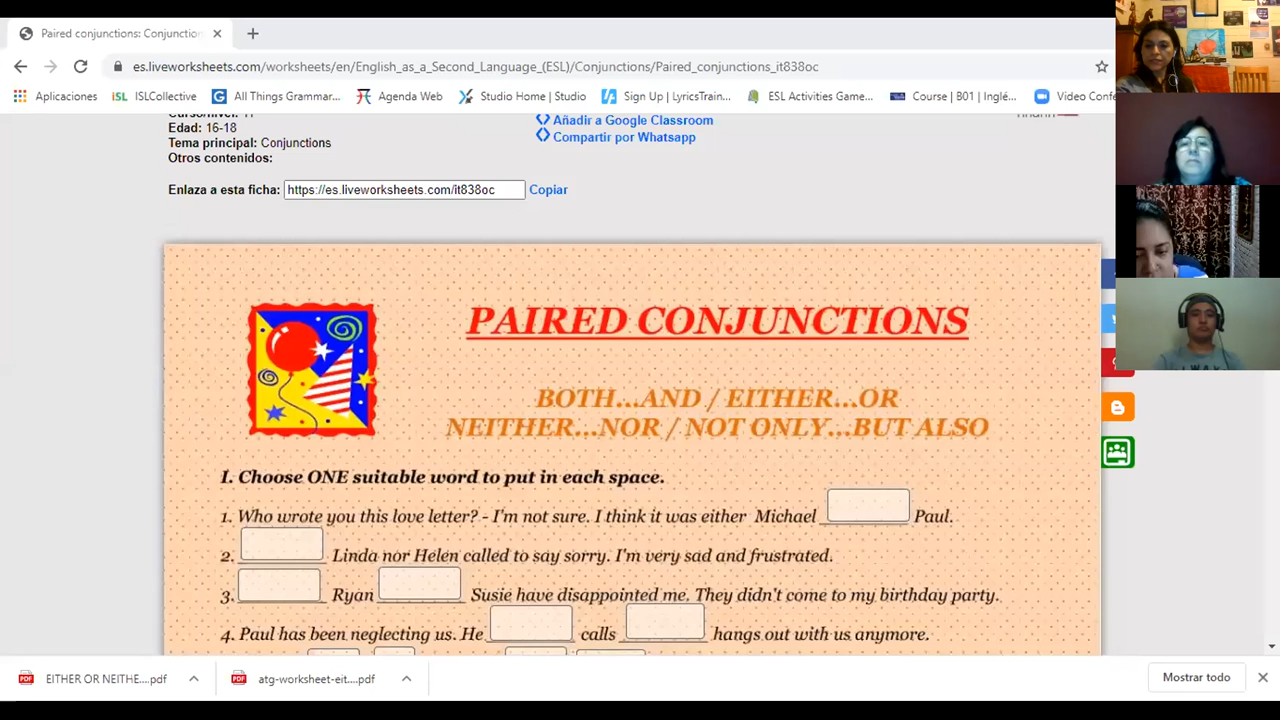 Paired conjunctions: Conjunction
es.liveworksheets.com/worksheets/en/English_as_a_Second_Language_(ESL)/Conjunctions/Paired_conjunctions_it838oc
Aplicaciones iSL ISLCollective G All Things Grammar... Agenda Web Studio Home | Studio Sign Up | LyricsTrain... ESL Activities Game... Course | B01 | Inglé... Video Confe
Edad: 16-18
Tema principal: Conjunctions
Otros contenidos:
Añadir a Google Classroom
Compartir por Whatsapp
Enlaza a esta ficha: https://es.liveworksheets.com/it838oc Copiar
PAIRED CONJUNCTIONS
BOTH...AND / EITHER...OR
NEITHER...NOR / NOT ONLY...BUT ALSO
I. Choose ONE suitable word to put in each space.
1. Who wrote you this love letter? - I'm not sure. I think it was either Michael Paul.
2. Linda nor Helen called to say sorry. I'm very sad and frustrated.
3. Ryan Susie have disappointed me. They didn't come to my birthday party.
4. Paul has been neglecting us. He calls hangs out with us anymore.
EITHER OR NEITHE....pdf atg-worksheet-eit....pdf Mostrar todo